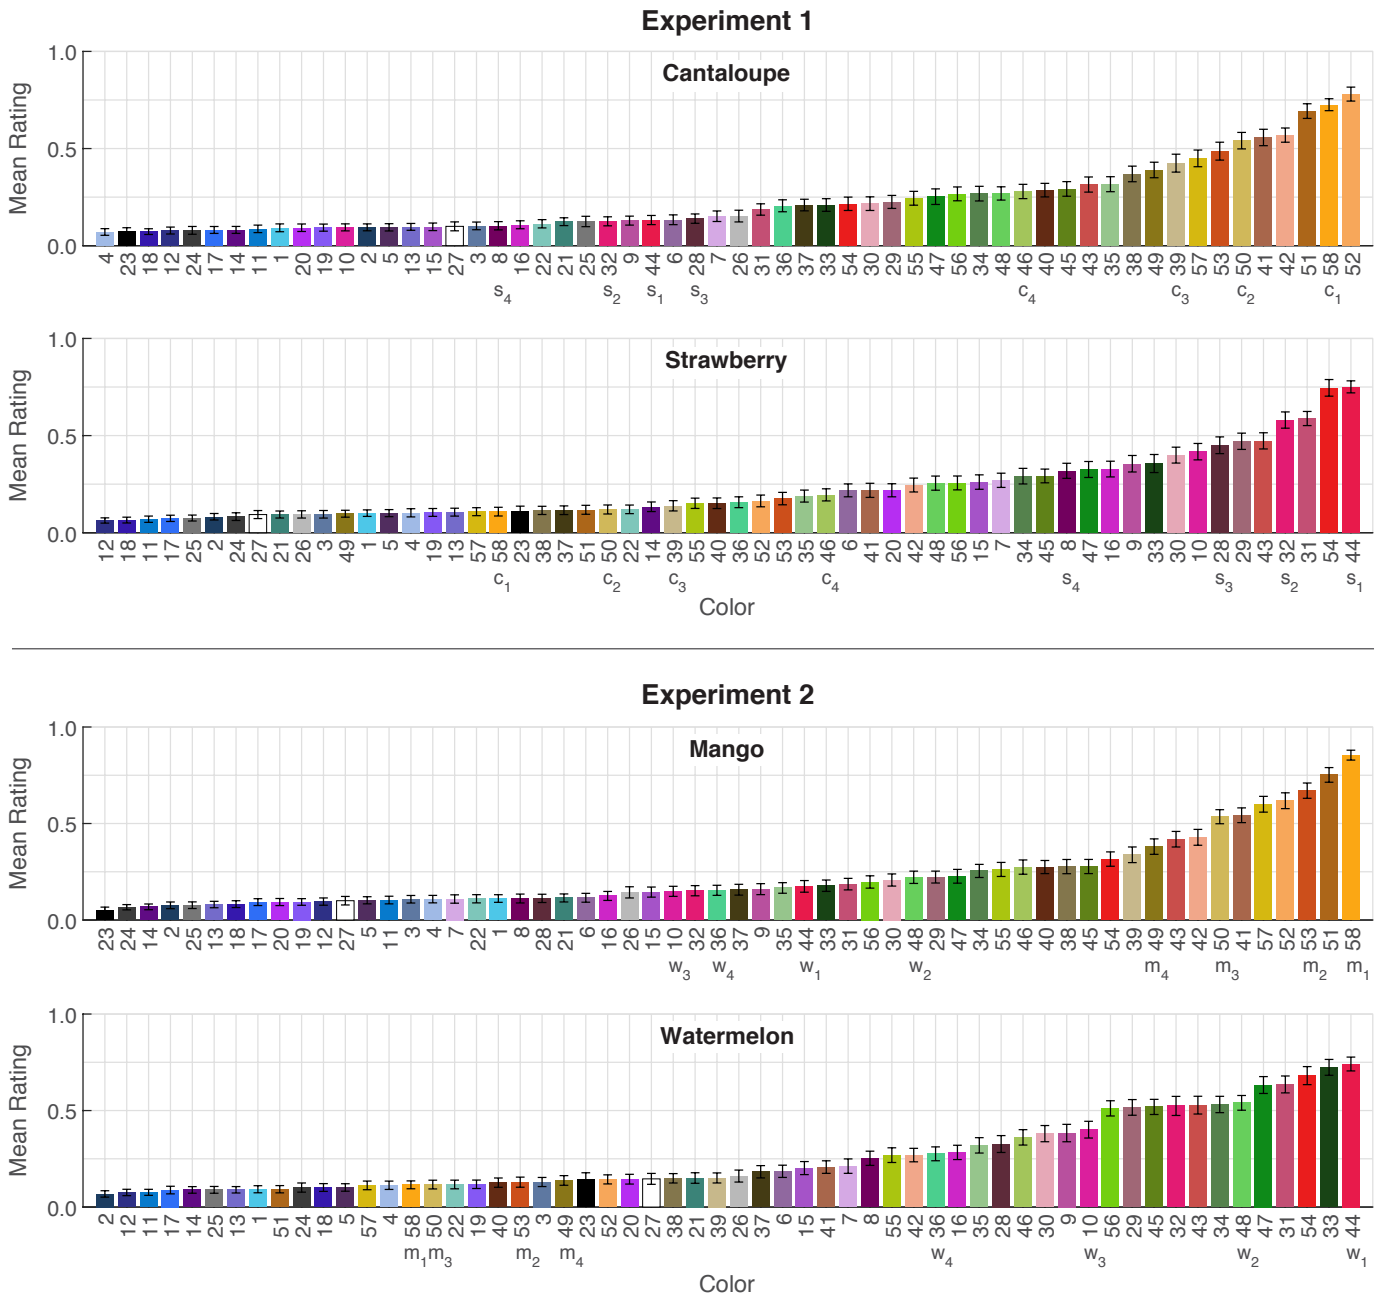 Experiment 1
Cantaloupe
Mean Rating
1.0
0.5
0.0
4 23 18 12 24 17 14 11 1 20 19 10 2 5 13 15 27 3 8 16 22 21 25 32 9 44 6 28 7 26 31 36 37 33 54 30 29 55 47 56 34 48 46 40 45 43 35 38 49 39 57 53 50 41 42 51 58 52
s4 s2 s1 s3 c4 c3 c2 c1
Strawberry
Mean Rating
1.0
0.5
0.0
12 18 11 17 25 2 24 27 21 26 3 49 1 5 4 19 13 57 58 23 38 37 51 50 22 14 39 55 40 36 52 53 35 46 6 41 20 42 48 56 15 7 34 45 8 47 16 9 33 30 10 28 29 43 32 31 54 44
c1 c2 c3 c4 s4 s3 s2 s1
Color
Experiment 2
Mango
Mean Rating
1.0
0.5
0.0
23 24 14 2 25 13 18 17 20 19 12 27 5 11 3 4 7 22 1 8 28 21 6 16 26 15 10 32 36 37 9 35 44 33 31 56 30 48 29 47 34 55 46 40 38 45 54 39 49 43 42 50 41 57 52 53 51 58
w3 w4 w1 w2 m4 m3 m2 m1
Watermelon
Mean Rating
1.0
0.5
0.0
2 12 11 17 14 25 13 1 51 24 18 5 57 4 58 50 22 19 40 53 3 49 23 52 20 27 38 21 39 26 37 6 15 41 7 8 55 42 36 16 35 28 46 30 9 10 56 29 45 32 43 34 48 47 31 54 33 44
m1 m3 m2 m4 w4 w3 w2 w1
Color